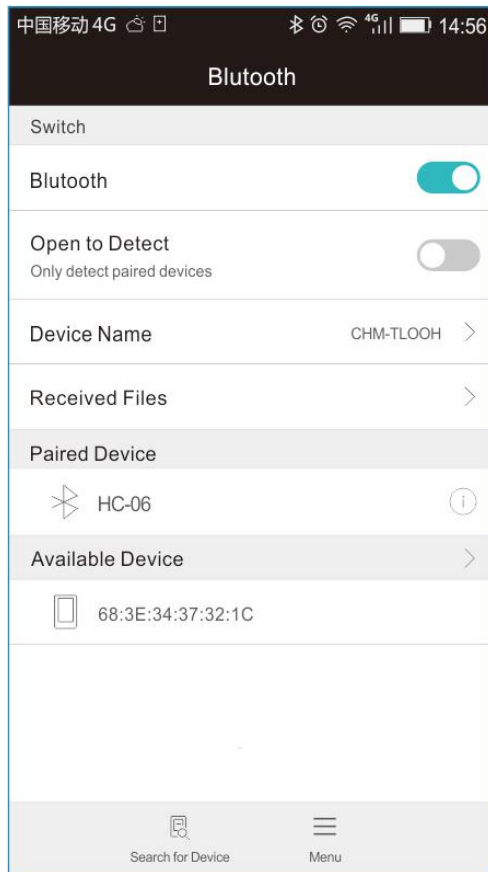 中国移动 4G 4G 14:56
Blutooth
Switch
Blutooth
Open to Detect
Only detect paired devices
Device Name CHM-TLOOH
Received Files
Paired Device
HC-06
Available Device
68:3E:34:37:32:1C
Search for Device Menu